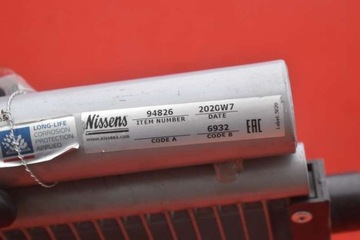 LONG-LIFE
CORROSION
PROTECTION
APPLIED
Nissens
www.nissens.com
94826
ITEM NUMBER
CODE A
2020W7
DATE
6932
CODE B
EAC